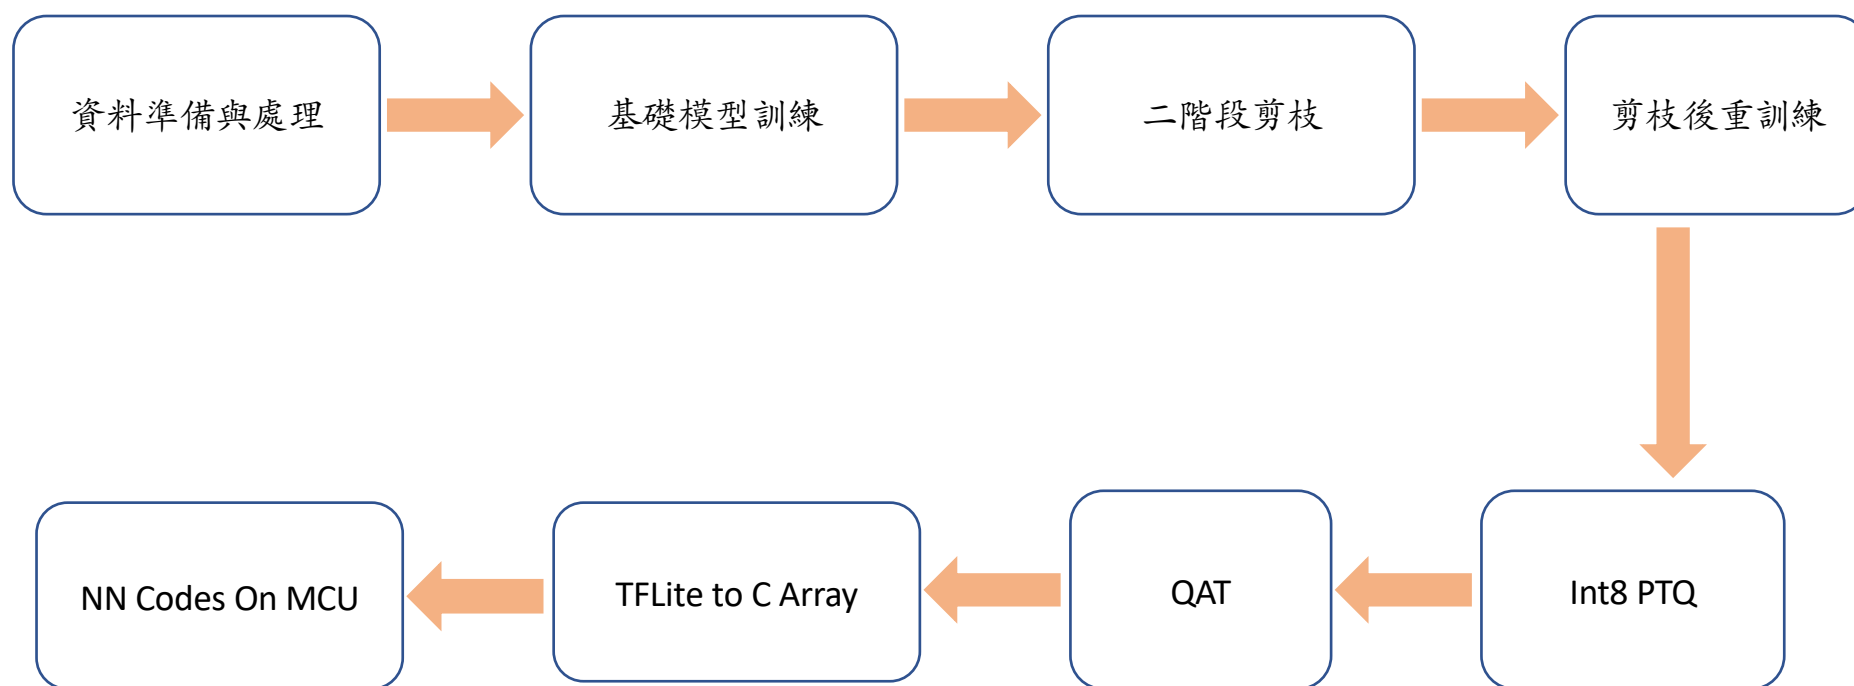 資料準備與處理
基礎模型訓練
二階段剪枝
剪枝後重訓練
Int8 PTQ
QAT
TFLite to C Array
NN Codes On MCU